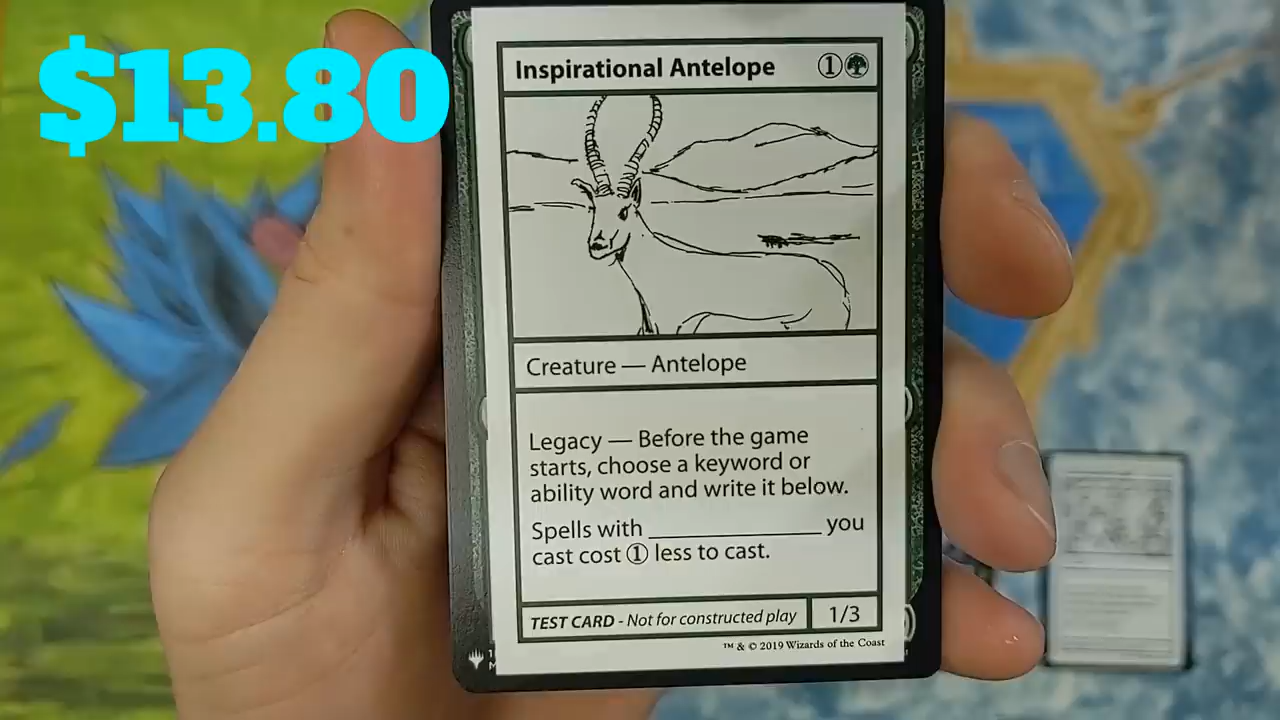 $13.80
Inspirational Antelope ①
Creature — Antelope
Legacy — Before the game
starts, choose a keyword or
ability word and write it below.
Spells with ____________ you
cast cost ① less to cast.
TEST CARD - Not for constructed play 1/3
™ & © 2019 Wizards of the Coast